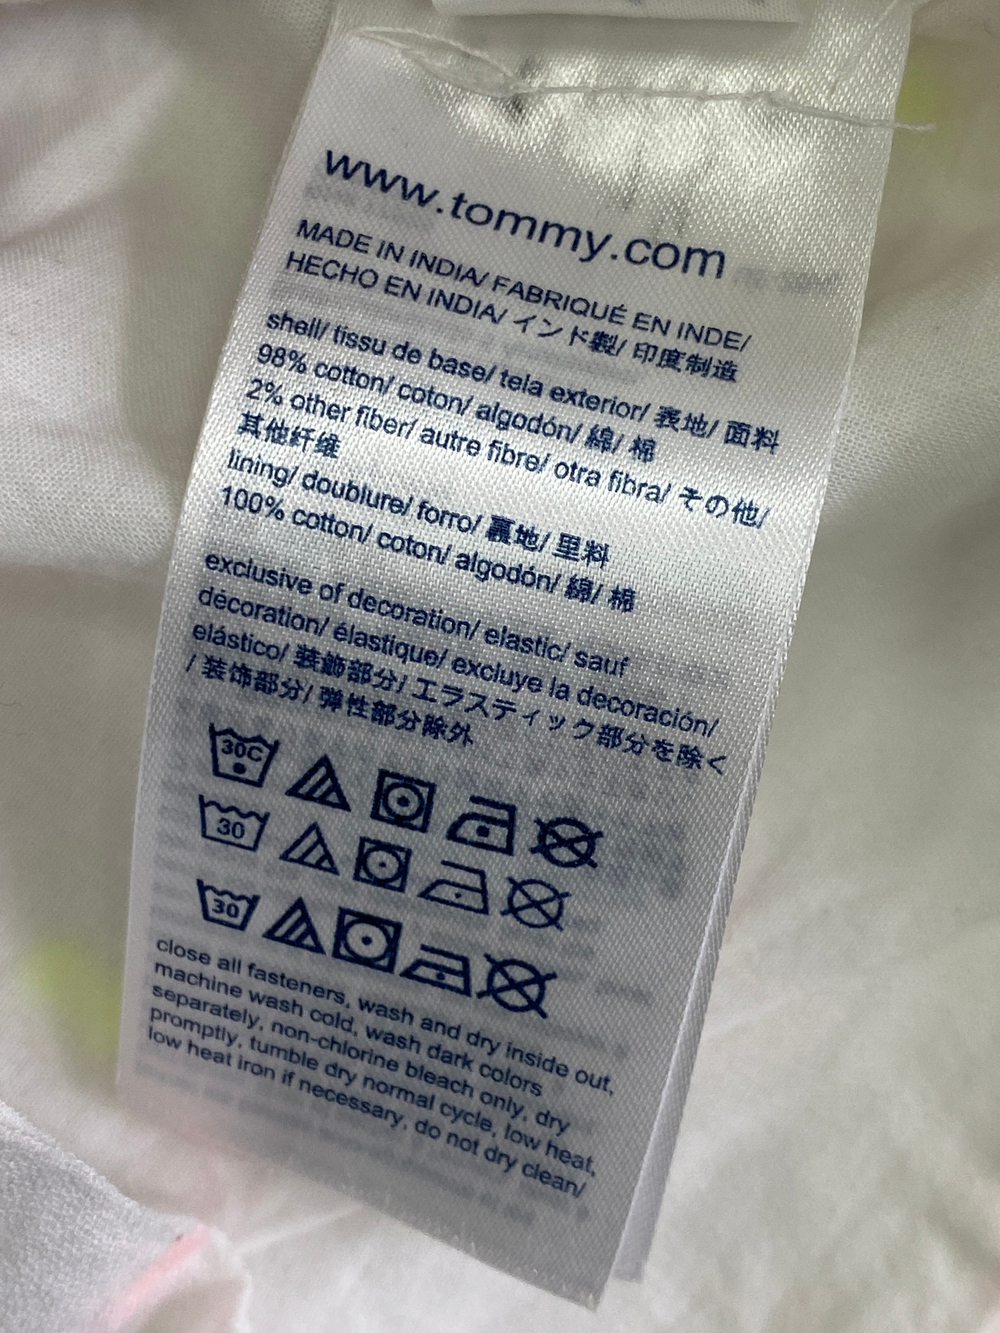 www.tommy.com
MADE IN INDIA/ FABRIQUÉ EN INDE/
HECHO EN INDIA/ インド製/ 印度制造
shell/ tissu de base/ tela exterior/ 表地/ 面料
98% cotton/ coton/ algodón/ 綿/ 棉
2% other fiber/ autre fibre/ otra fibra/ その他/
其他纤维
lining/ doublure/ forro/ 裏地/ 里料
100% cotton/ coton/ algodón/ 綿/ 棉
exclusive of decoration/ elastic/ sauf
décoration/ élastique/ excluye la decoración/
elástico/ 装飾部分/ エラスティック部分を除く
/ 装饰部分/ 弹性部分除外
30C
30
30
close all fasteners, wash and dry inside out,
machine wash cold, wash dark colors
separately, non-chlorine bleach only, dry
promptly, tumble dry normal cycle, low heat,
low heat iron if necessary, do not dry clean/